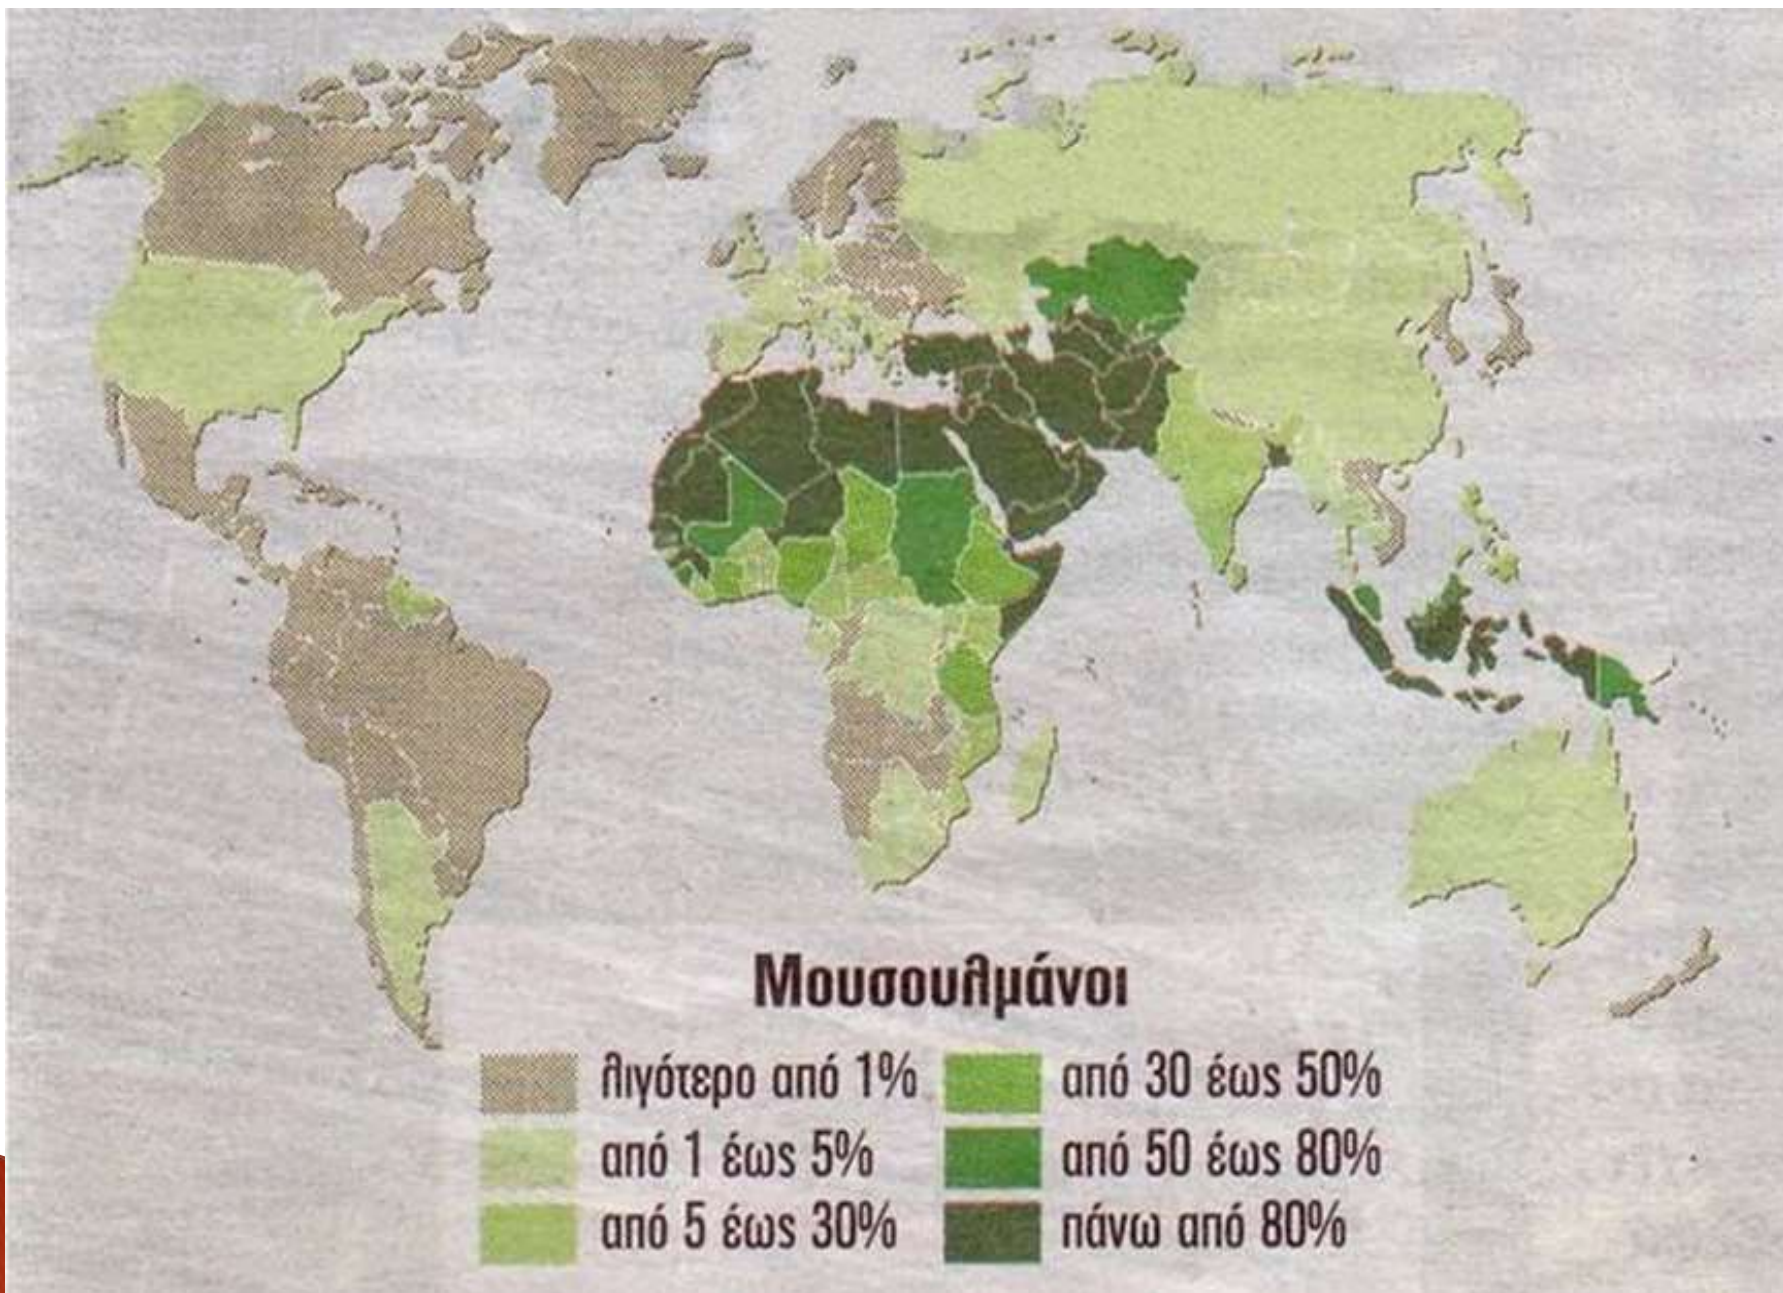 Μουσουλμάνοι
λιγότερο από 1%
από 1 έως 5%
από 5 έως 30%
από 30 έως 50%
από 50 έως 80%
πάνω από 80%